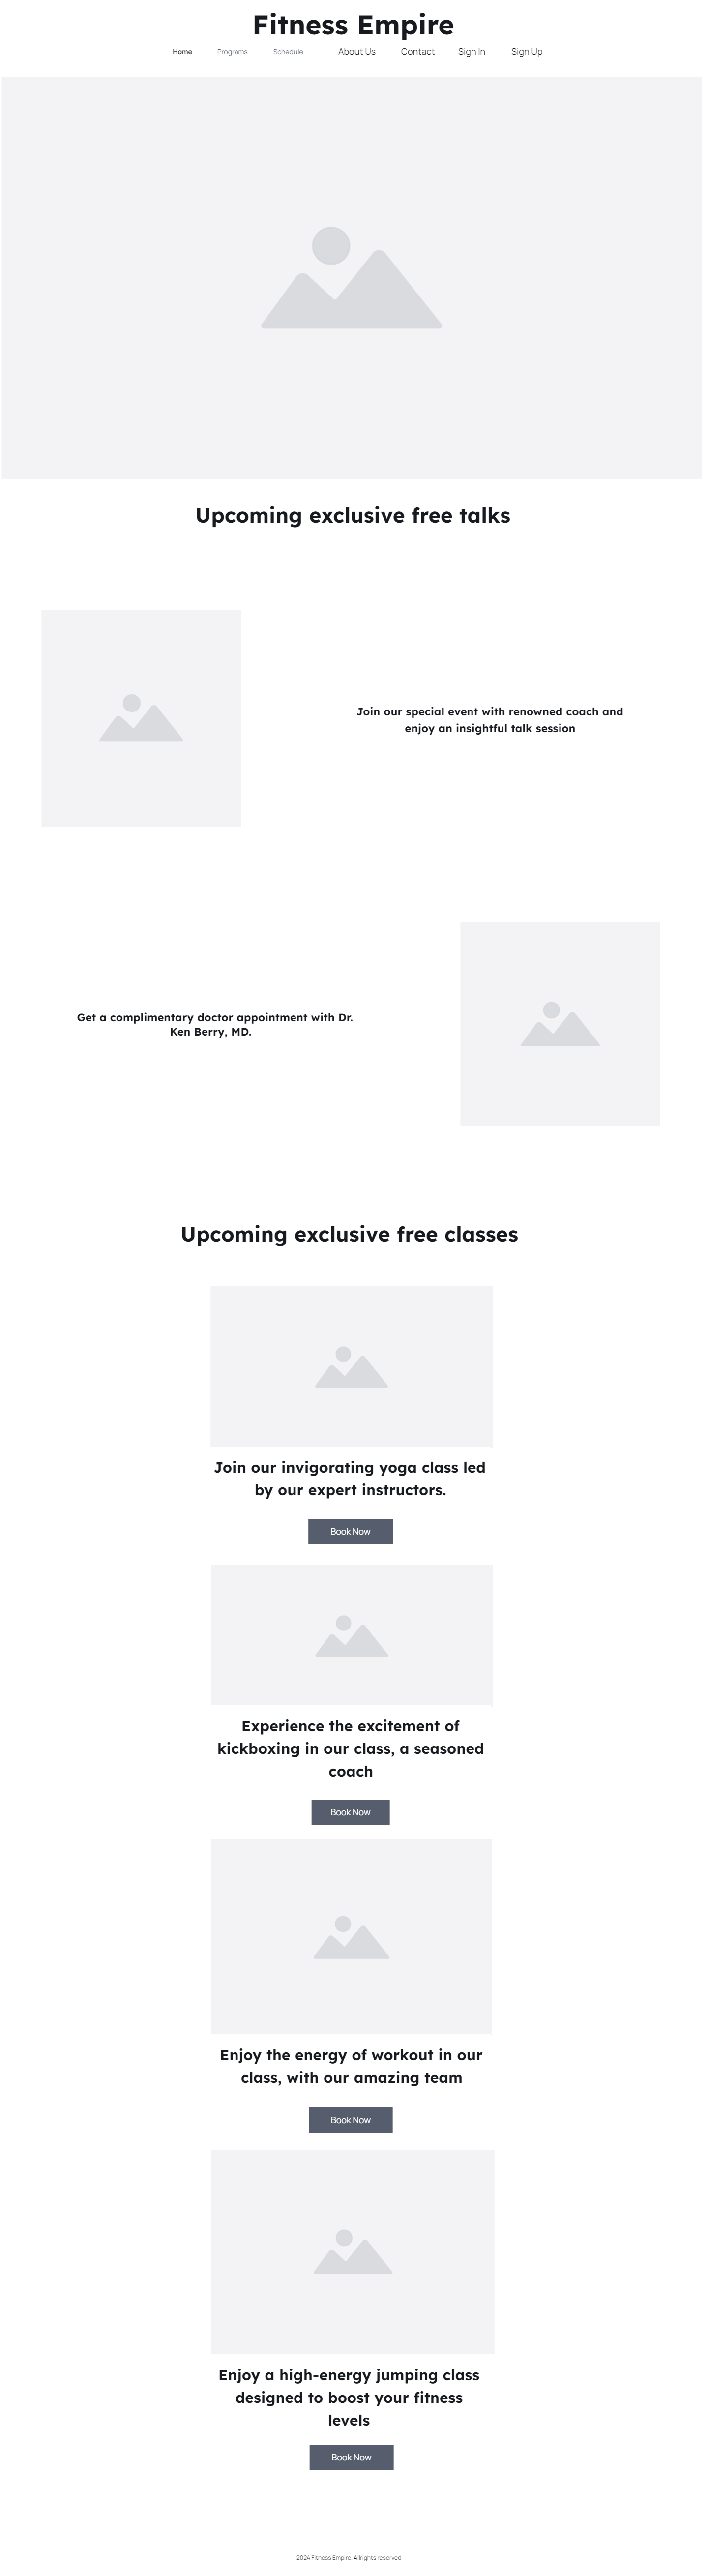 Fitness Empire
Home Programs Schedule About Us Contact Sign In Sign Up
Upcoming exclusive free talks
Join our special event with renowned coach and
enjoy an insightful talk session
Get a complimentary doctor appointment with Dr.
Ken Berry, MD.
Upcoming exclusive free classes
Join our invigorating yoga class led
by our expert instructors.
Book Now
Experience the excitement of
kickboxing in our class, a seasoned
coach
Book Now
Enjoy the energy of workout in our
class, with our amazing team
Book Now
Enjoy a high-energy jumping class
designed to boost your fitness
levels
Book Now
2024 Fitness Empire. Allrights reserved